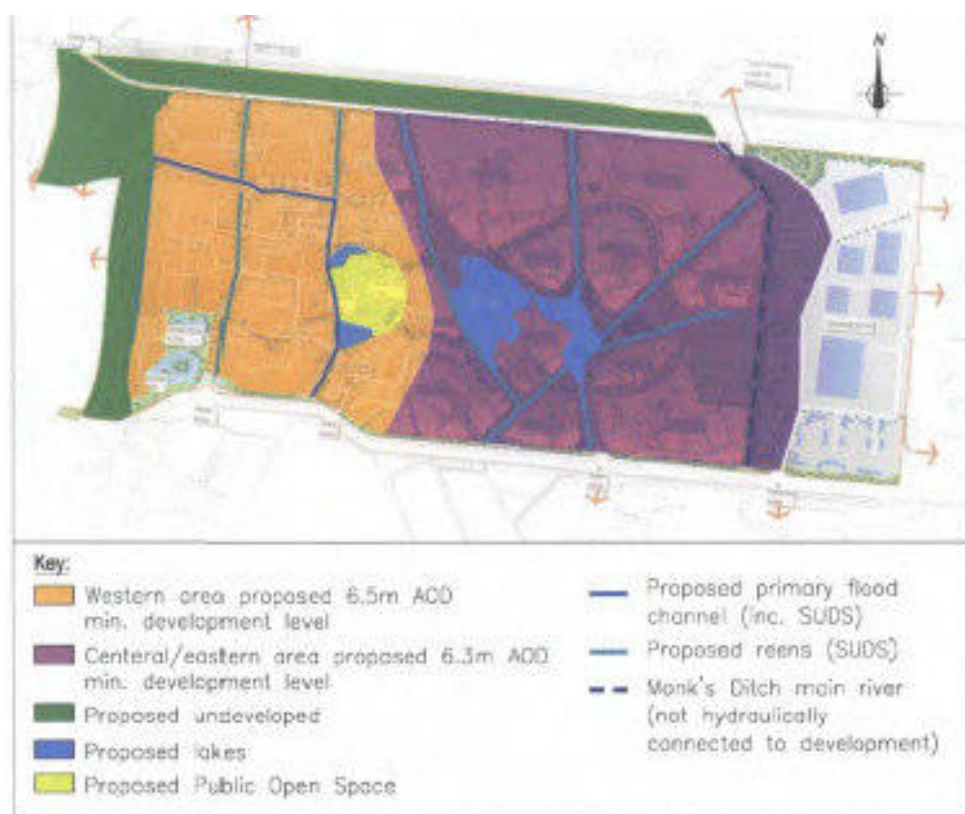 N
Key:
Western area proposed 6.5m AOD
min. development level
Central/eastern area proposed 6.3m AOD
min. development level
Proposed undeveloped
Proposed lakes
Proposed Public Open Space
Proposed primary flood
channel (inc. SUDS)
Proposed reens (SUDS)
Monk's Ditch main river
(not hydraulically
connected to development)